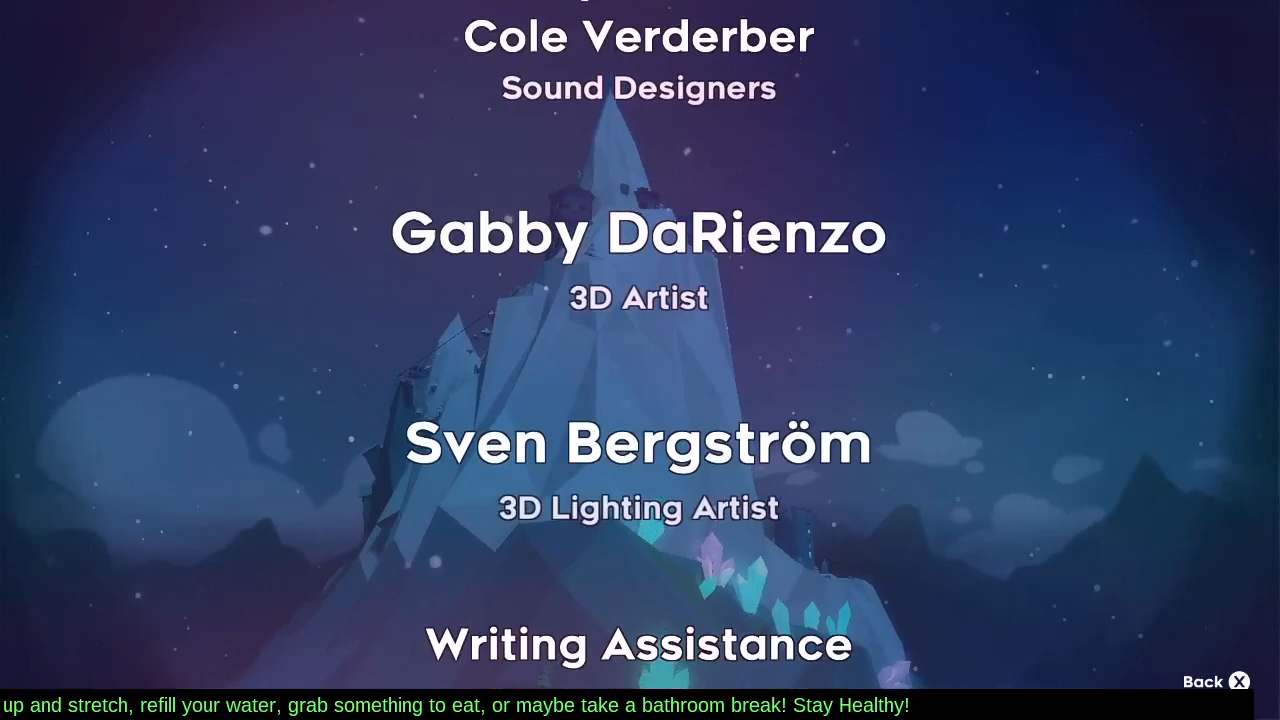 Cole Verderber
Sound Designers
Gabby DaRienzo
3D Artist
Sven Bergström
3D Lighting Artist
Writing Assistance
Back X
up and stretch, refill your water, grab something to eat, or maybe take a bathroom break! Stay Healthy!